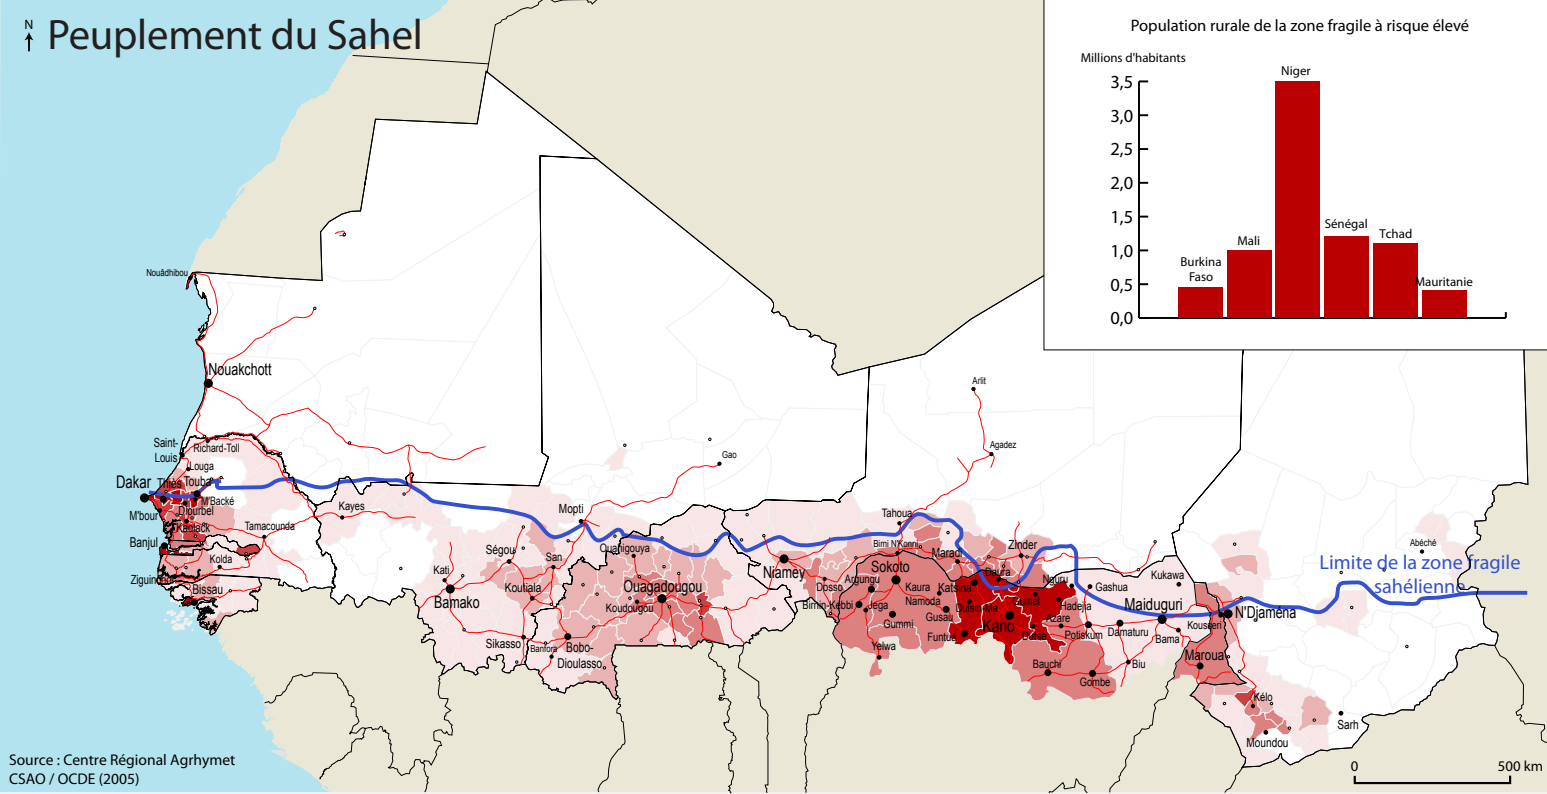 N
Peuplement du Sahel
Population rurale de la zone fragile à risque élevé
Millions d'habitants
3,5
3,0
2,5
2,0
1,5
1,0
0,5
0,0
Niger
Sénégal
Tchad
Mali
Burkina
Faso
Mauritanie
Nouâdhibou
Nouakchott
Arlit
Agadez
Gao
Saint-
Louis
Richard-Toll
Louga
Dakar
Thiès
Touba
M'Backé
M'bour
Diourbel
Kaolack
Tamacounda
Banjul
Kolda
Ziguinchor
Bissau
Kayes
Mopti
Ségou
San
Ouahigouya
Kati
Bamako
Koutiala
Ouagadougou
Koudougou
Sikasso
Banfora
Bobo-
Dioulasso
Niamey
Dosso
Tahoua
Birni N'Konni
Maradi
Zinder
Sokoto
Argungu
Kaura
Namoda
Katsina
Daura
Birnin-Kebbi
Jega
Gusau
Gummi
Dutsin-Ma
Funtua
Kano
Yelwa
Nguru
Gashua
Hadejia
Azare
Dutse
Potiskum
Damaturu
Kukawa
Maiduguri
Bama
Biu
Bauchi
Gombe
Kousseri
N'Djamena
Maroua
Abéché
Limite de la zone fragile
sahélienne
Kélo
Moundou
Sarh
Source : Centre Régional Agrhymet
CSAO / OCDE (2005)
0
500 km